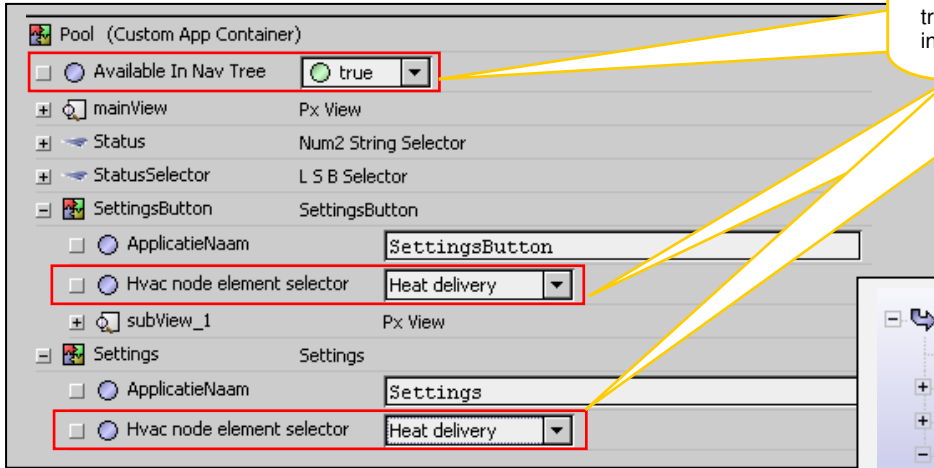 tr
in
Pool (Custom App Container)
Available In Nav Tree true
mainView Px View
Status Num2 String Selector
StatusSelector L S B Selector
SettingsButton SettingsButton
ApplicatieNaam SettingsButton
Hvac node element selector Heat delivery
subView_1 Px View
Settings Settings
ApplicatieNaam Settings
Hvac node element selector Heat delivery